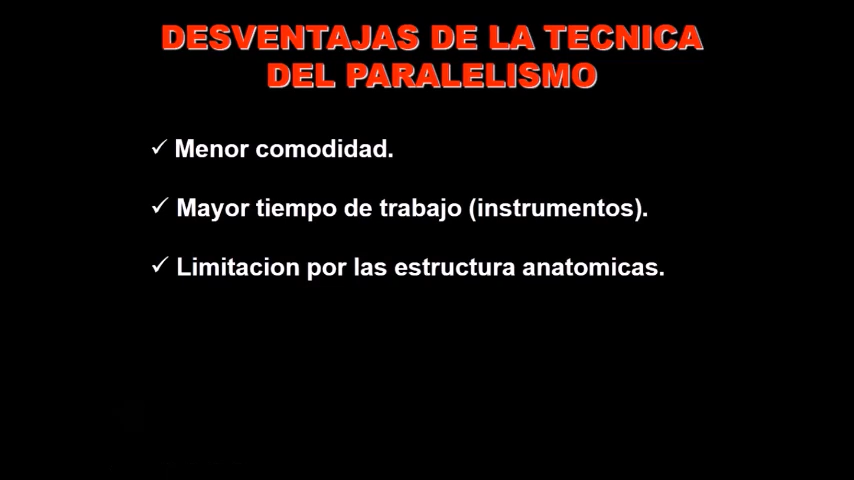 DESVENTAJAS DE LA TECNICA
DEL PARALELISMO
✓ Menor comodidad.
✓ Mayor tiempo de trabajo (instrumentos).
✓ Limitacion por las estructura anatomicas.